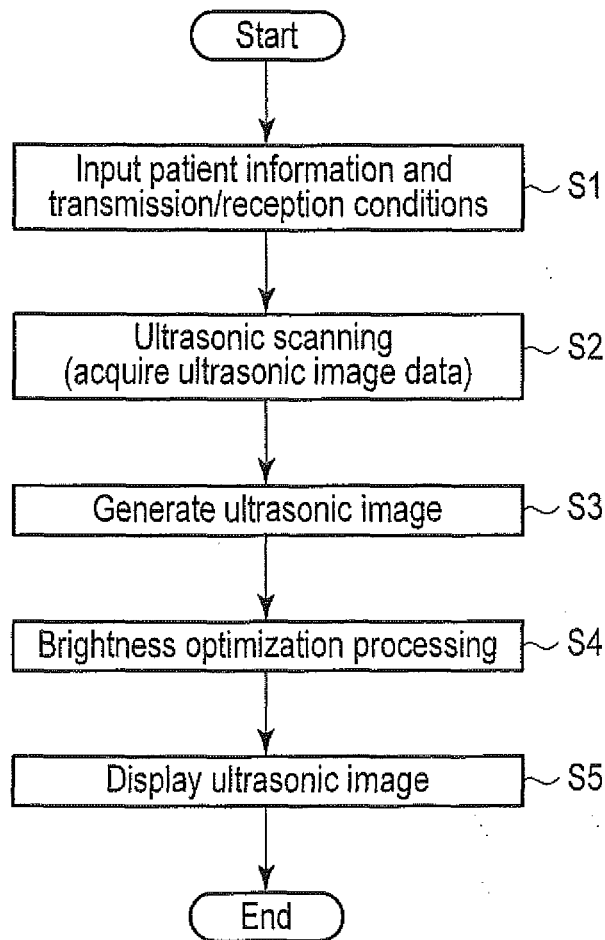 Start
Input patient information and
transmission/reception conditions
S1
Ultrasonic scanning
(acquire ultrasonic image data)
S2
Generate ultrasonic image
S3
Brightness optimization processing
S4
Display ultrasonic image
S5
End